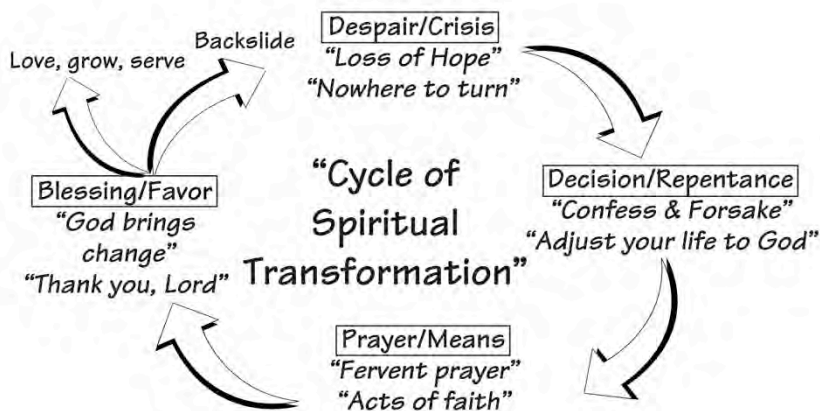 Despair/Crisis
“Loss of Hope”
“Nowhere to turn”
Backslide
Love, grow, serve
Blessing/Favor
“God brings
change”
“Thank you, Lord”
“Cycle of
Spiritual
Transformation”
Decision/Repentance
“Confess & Forsake”
“Adjust your life to God”
Prayer/Means
“Fervent prayer”
“Acts of faith”